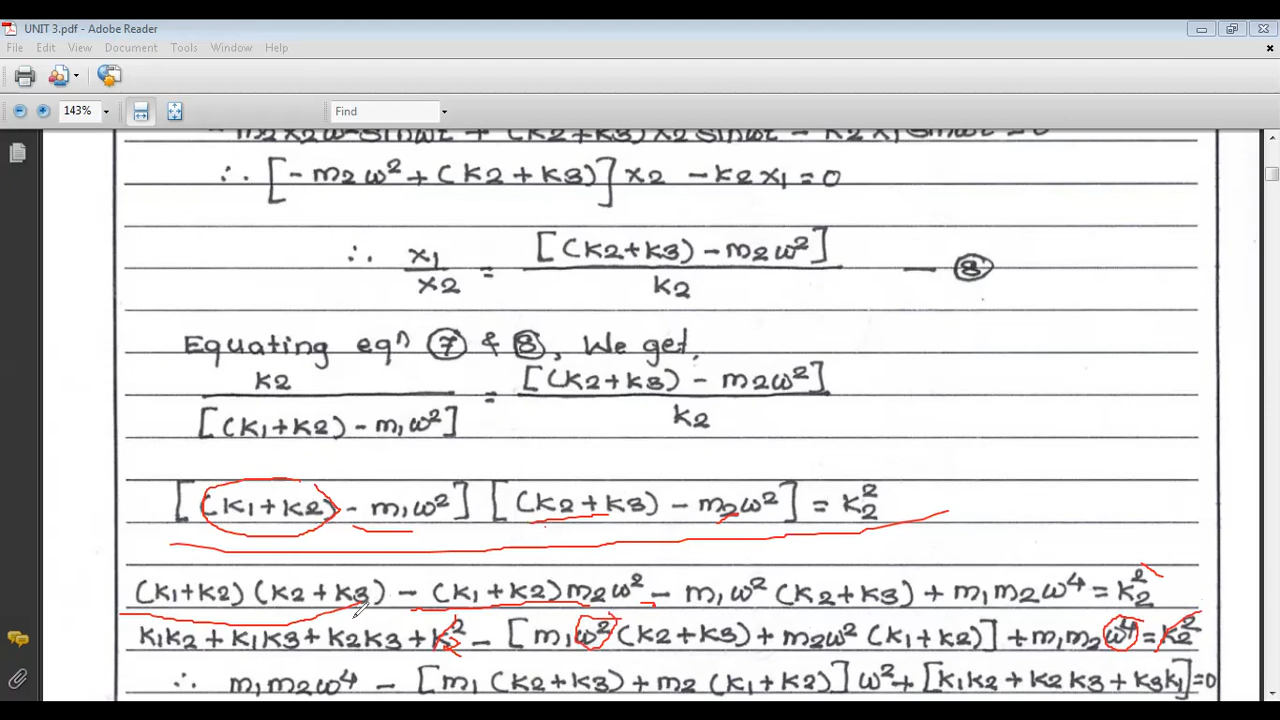 UNIT 3.pdf - Adobe Reader
File Edit View Document Tools Window Help
143% Find
∴ [-m2ω² + (K2+K3)] x2 - K2x1 = 0
∴ x1/x2 = [(K2+K3) - m2ω²]/K2 — ⑧
Equating eqⁿ ⑦ & ⑧, We get,
K2/[(K1+K2) - m1ω²] = [(K2+K3) - m2ω²]/K2
[(K1+K2) - m1ω²] [(K2+K3) - m2ω²] = K2²
(K1+K2) (K2+K3) - (K1+K2)m2ω² - m1ω² (K2+K3) + m1m2ω⁴ = K2²
K1K2 + K1K3 + K2K3 + K2² - [m1ω² (K2+K3) + m2ω² (K1+K2)] + m1m2ω⁴ = K2²
∴ m1m2ω⁴ - [m1 (K2+K3) + m2 (K1+K2)] ω² + [K1K2 + K2K3 + K3K1] = 0